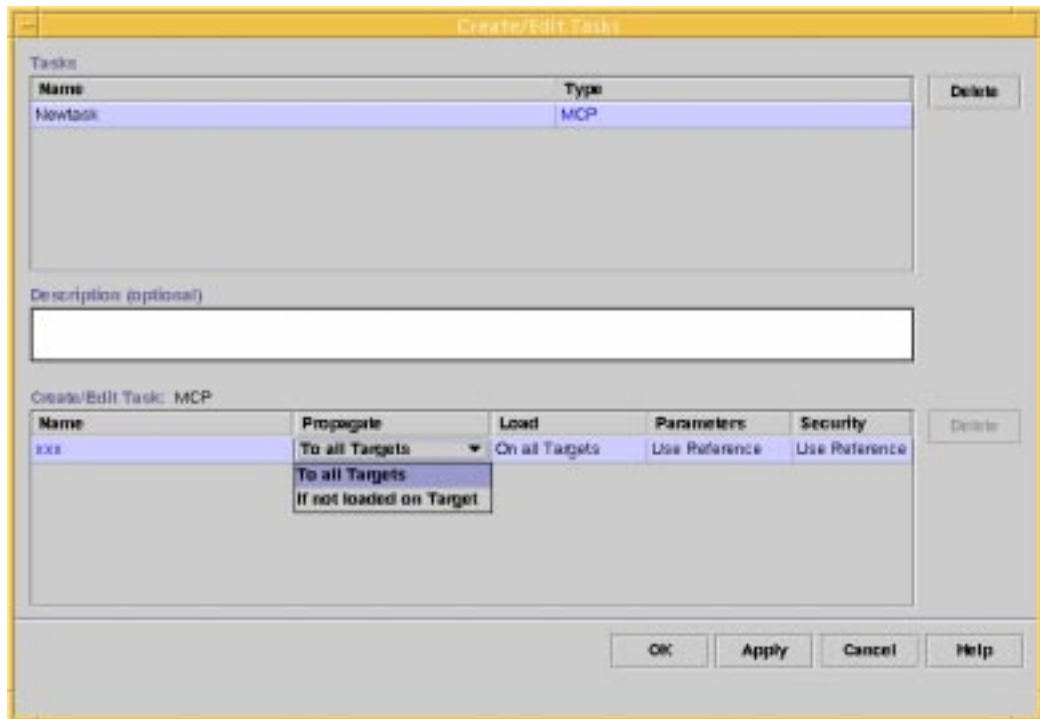 Create/Edit Tasks
Tasks
Name Type
Delete
Newtask MCP
Description (optional)
Create/Edit Task: MCP
Name Propagate Load Parameters Security
Delete
xxx To all Targets On all Targets Use Reference Use Reference
To all Targets
If not loaded on Target
OK Apply Cancel Help